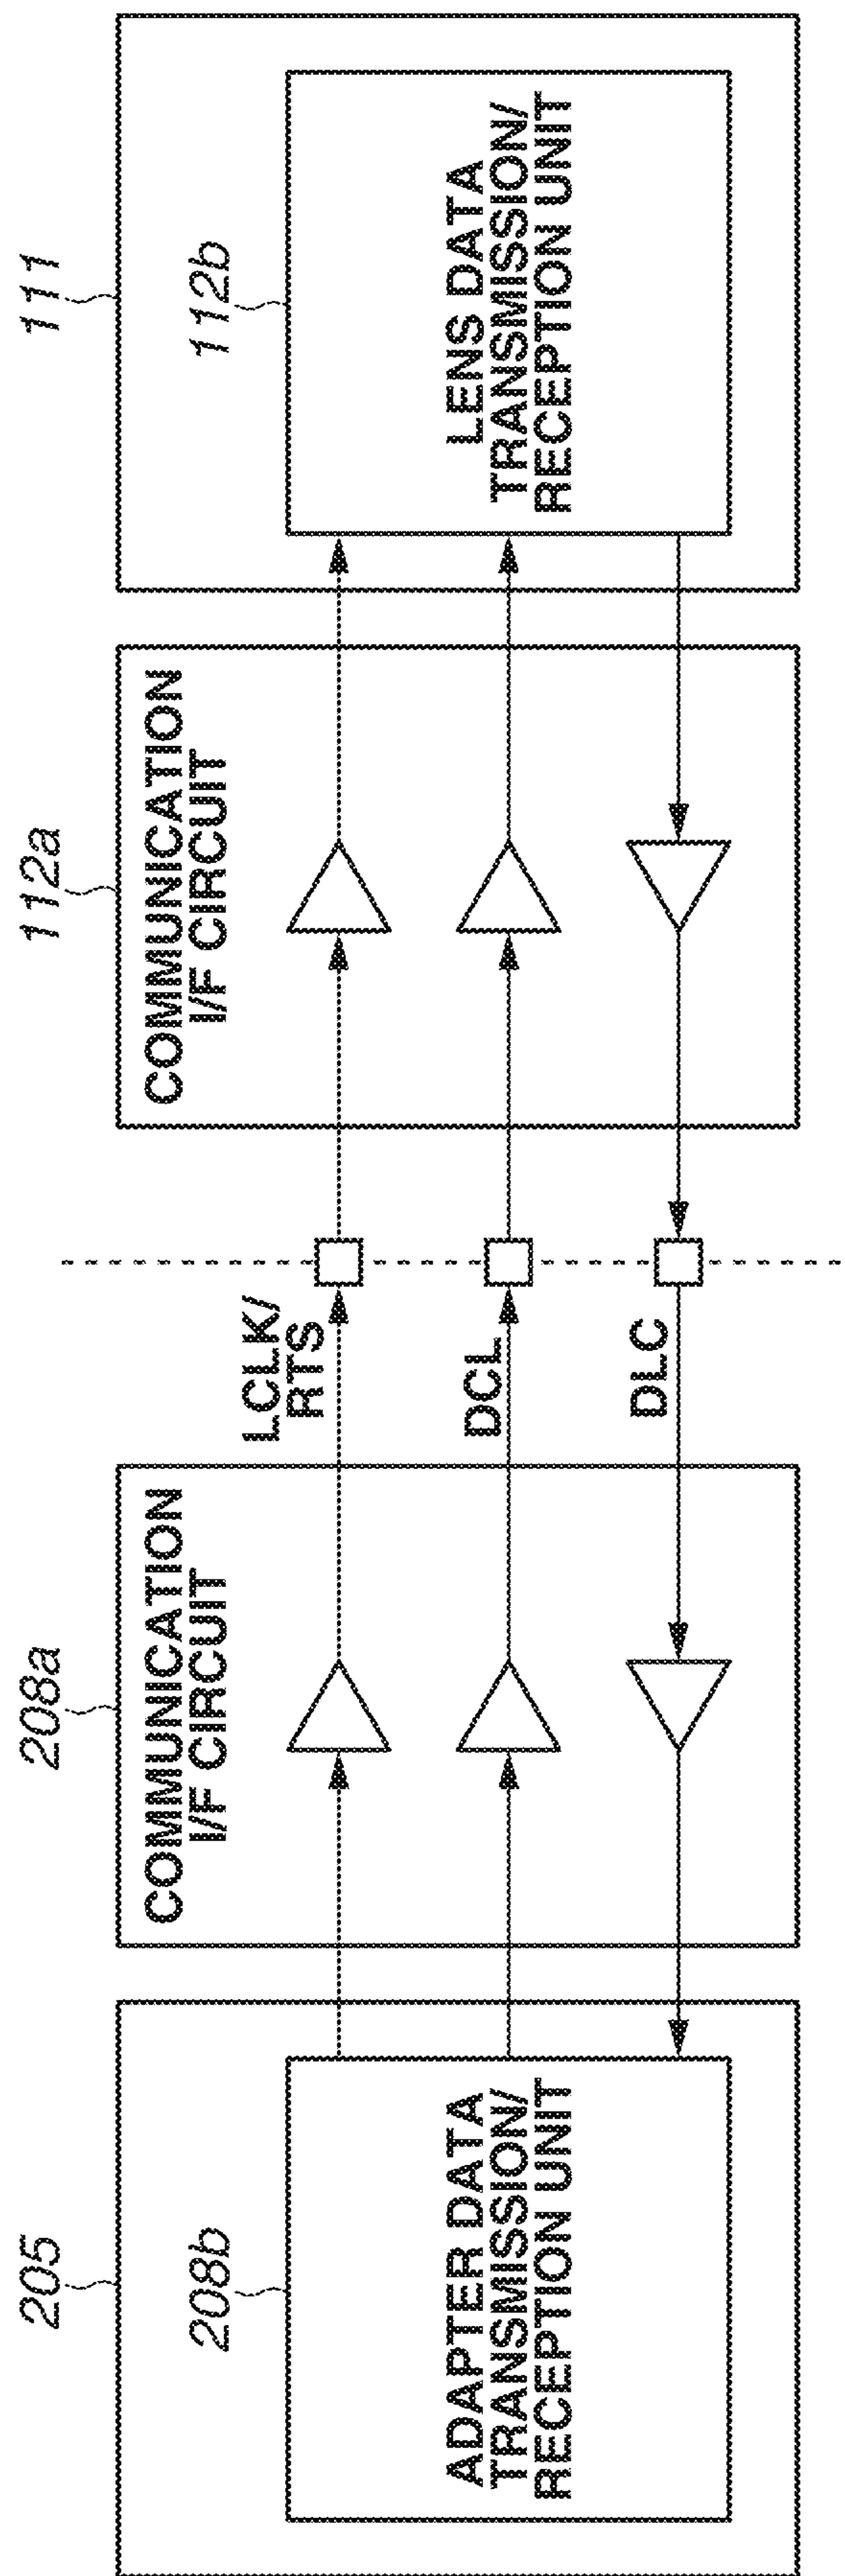 205
208b
ADAPTER DATA
TRANSMISSION/
RECEPTION UNIT
208a
COMMUNICATION
I/F CIRCUIT
LCLK/
RTS
DCL
DLC
112a
COMMUNICATION
I/F CIRCUIT
111
112b
LENS DATA
TRANSMISSION/
RECEPTION UNIT